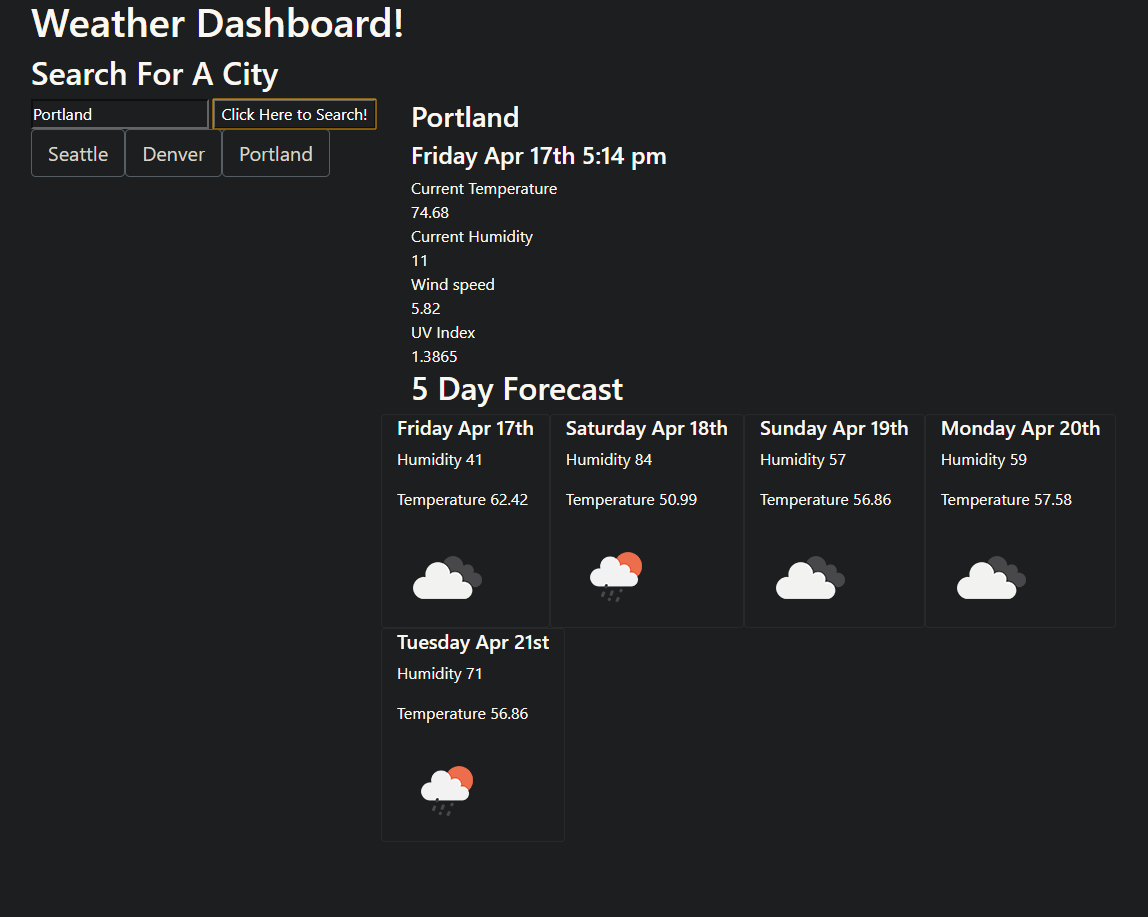 Weather Dashboard!
Search For A City
Portland
Click Here to Search!
Seattle
Denver
Portland
Portland
Friday Apr 17th 5:14 pm
Current Temperature
74.68
Current Humidity
11
Wind speed
5.82
UV Index
1.3865
5 Day Forecast
Friday Apr 17th
Humidity 41
Temperature 62.42
Saturday Apr 18th
Humidity 84
Temperature 50.99
Sunday Apr 19th
Humidity 57
Temperature 56.86
Monday Apr 20th
Humidity 59
Temperature 57.58
Tuesday Apr 21st
Humidity 71
Temperature 56.86